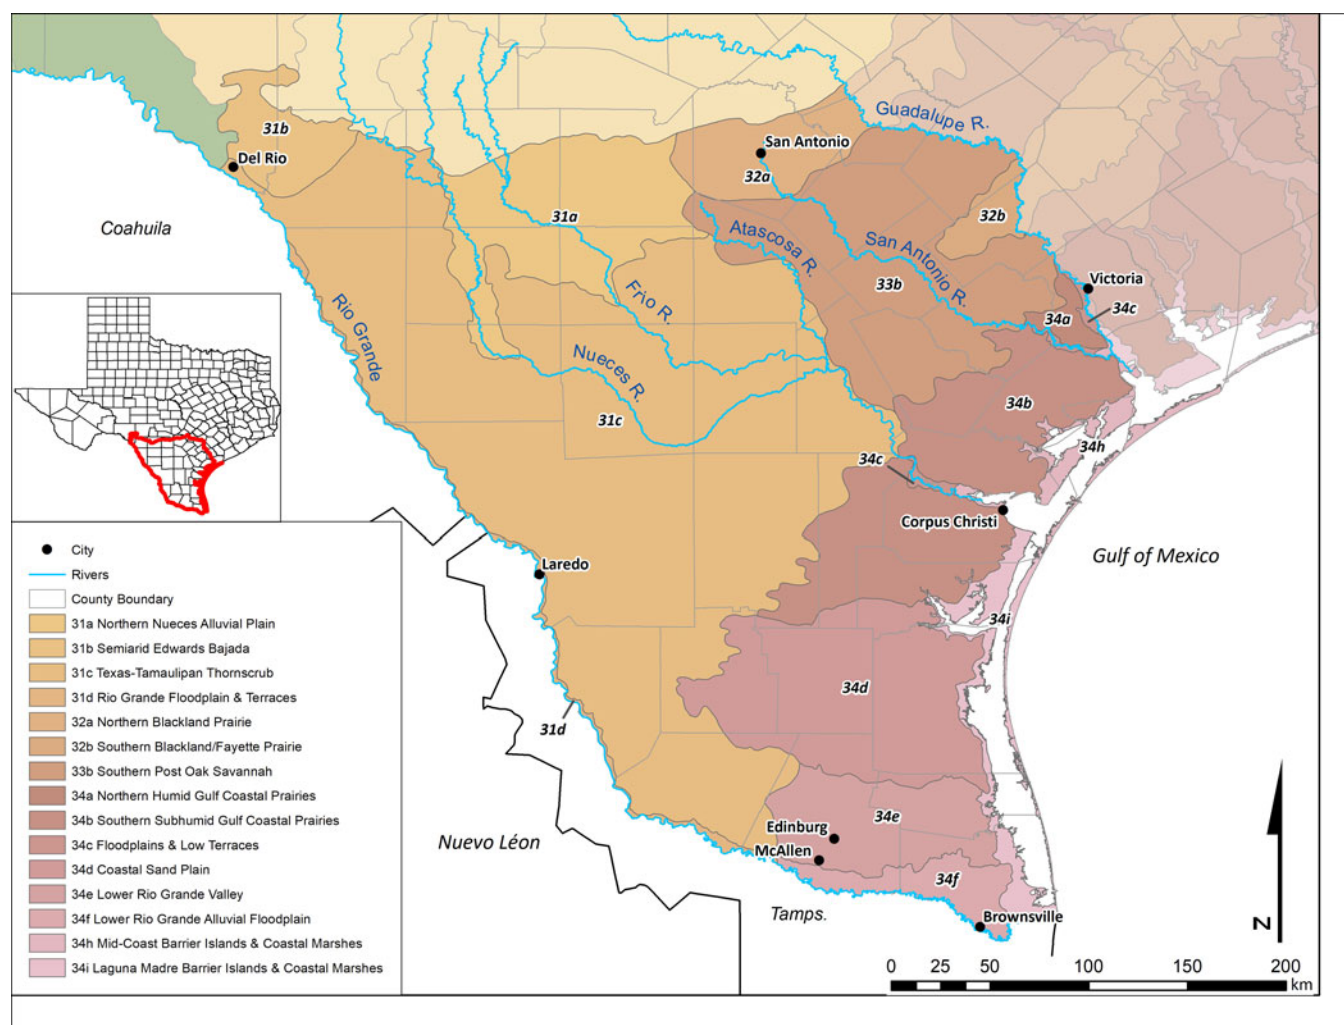 Guadalupe R.
31b
San Antonio
Del Rio
32a
31a
32b
Coahuila
Atascosa R.
San Antonio R.
Victoria
33b
Rio Grande
Frio R.
34a
34c
Nueces R.
31c
34b
34h
34c
Corpus Christi
Gulf of Mexico
Laredo
34i
34d
31d
34e
Edinburg
Nuevo Léon
McAllen
34f
Tamps.
Brownsville
City
Rivers
County Boundary
31a Northern Nueces Alluvial Plain
31b Semiarid Edwards Bajada
31c Texas-Tamaulipan Thornscrub
31d Rio Grande Floodplain & Terraces
32a Northern Blackland Prairie
32b Southern Blackland/Fayette Prairie
33b Southern Post Oak Savannah
34a Northern Humid Gulf Coastal Prairies
34b Southern Subhumid Gulf Coastal Prairies
34c Floodplains & Low Terraces
34d Coastal Sand Plain
34e Lower Rio Grande Valley
34f Lower Rio Grande Alluvial Floodplain
34h Mid-Coast Barrier Islands & Coastal Marshes
34i Laguna Madre Barrier Islands & Coastal Marshes
N
0 25 50 100 150 200
km